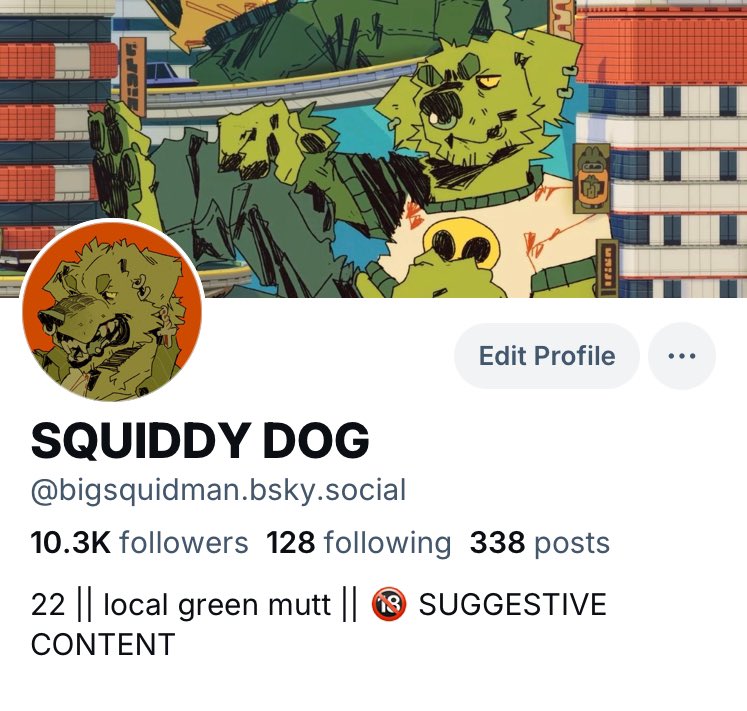 Edit Profile
SQUIDDY DOG
@bigsquidman.bsky.social
10.3K followers 128 following 338 posts
22 || local green mutt || 🔞 SUGGESTIVE
CONTENT